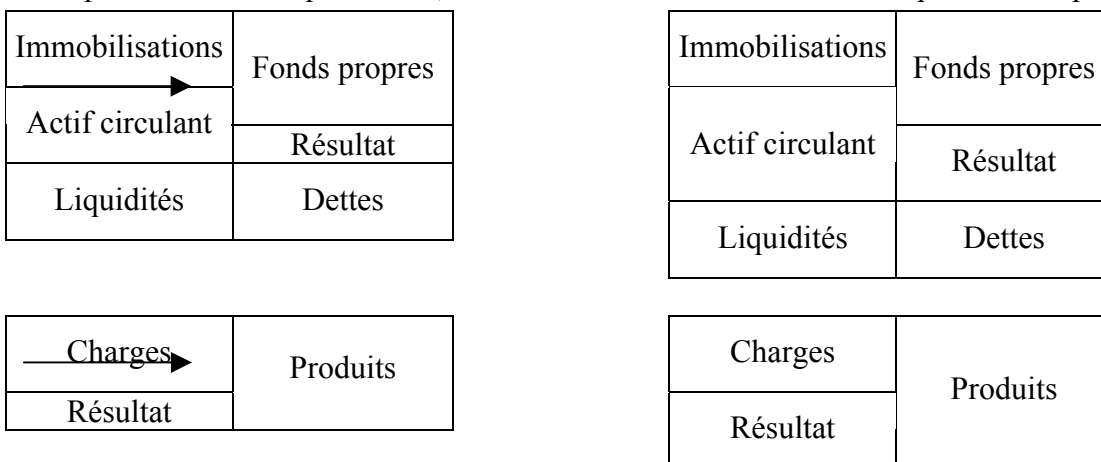 Immobilisations
Fonds propres
Actif circulant
Résultat
Liquidités
Dettes
Immobilisations
Fonds propres
Actif circulant
Résultat
Liquidités
Dettes
Charges
Produits
Résultat
Charges
Produits
Résultat